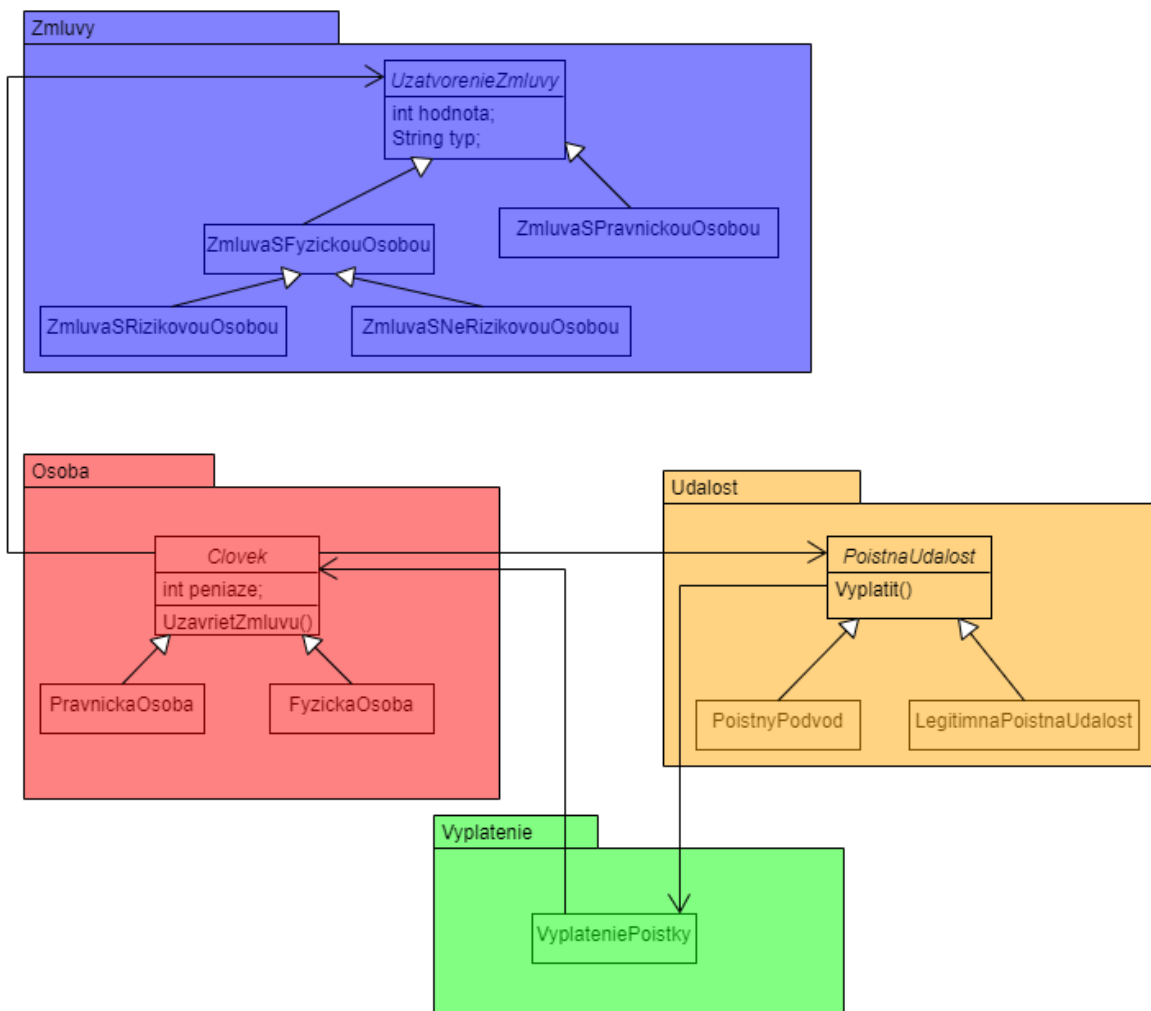 Zmluvy
UzatvorenieZmluvy
int hodnota;
String typ;
ZmluvaSFyzickouOsobou
ZmluvaSPravnickouOsobou
ZmluvaSRizikovouOsobou
ZmluvaSNeRizikovouOsobou
Osoba
Clovek
int peniaze;
UzavrietZmluvu()
PravnickaOsoba
FyzickaOsoba
Udalost
PoistnaUdalost
Vyplatit()
PoistnyPodvod
LegitimnaPoistnaUdalost
Vyplatenie
VyplateniePoistky